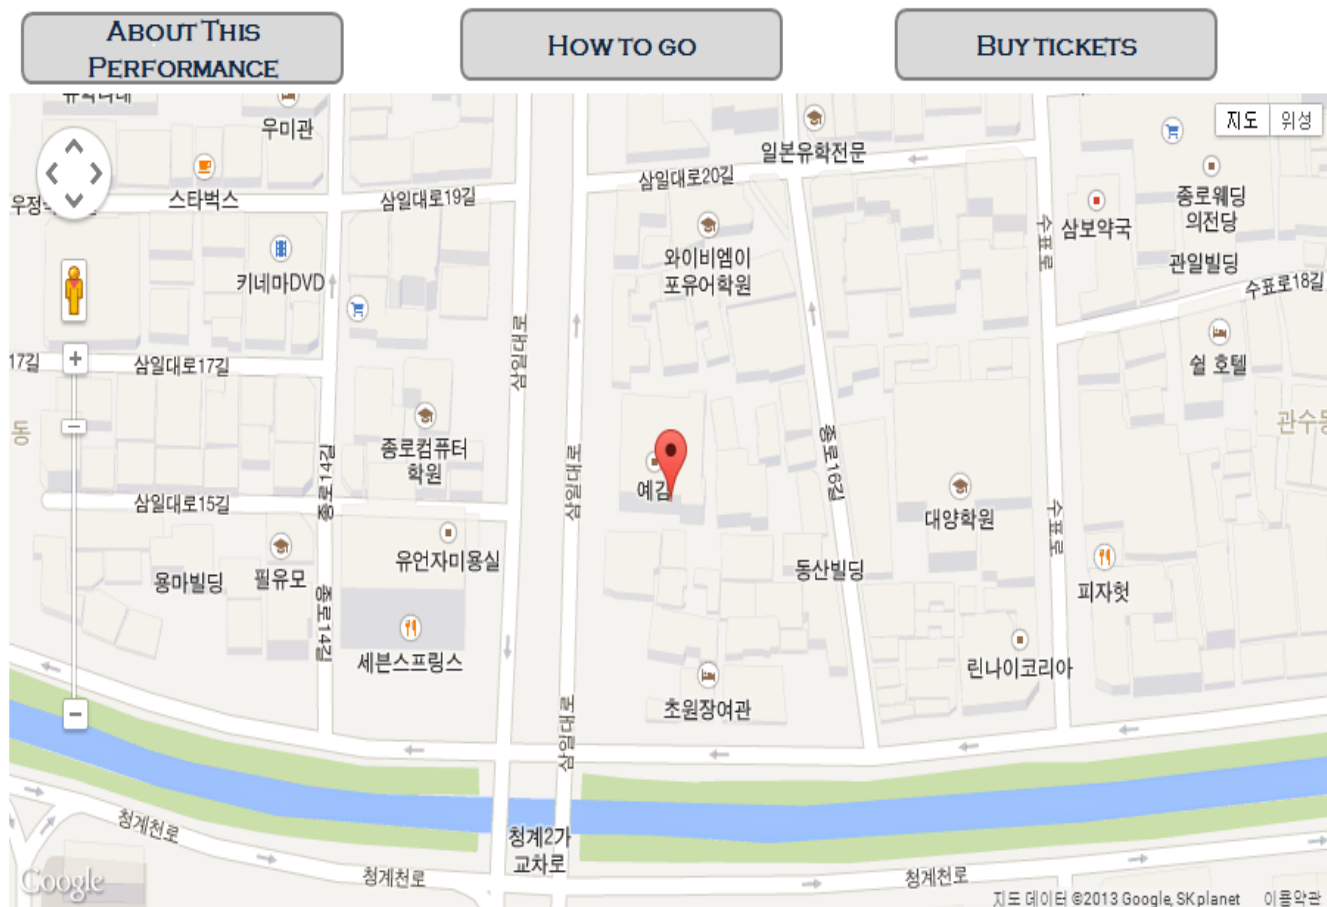 ABOUT THIS
PERFORMANCE
HOW TO GO
BUY TICKETS
우미관
지도
위성
일본유학전문
스타벅스
삼일대로19길
삼일대로20길
종로웨딩
의전당
삼보약국
수표로
와이비엠이
포유어학원
관일빌딩
키네마DVD
수표로18길
삼일대로
17길
삼일대로17길
쉴 호텔
관수동
동
종로컴퓨터
학원
종로14길
삼일대로
종로16길
예감
삼일대로15길
대양학원
수표로
유언자미용실
용마빌딩
필유모
동산빌딩
피자헛
종로14길
세븐스프링스
린나이코리아
초원장여관
삼일대로
청계천로
청계2가
교차로
청계천로
청계천로
Google
지도 데이터 ©2013 Google, SK planet
이용약관